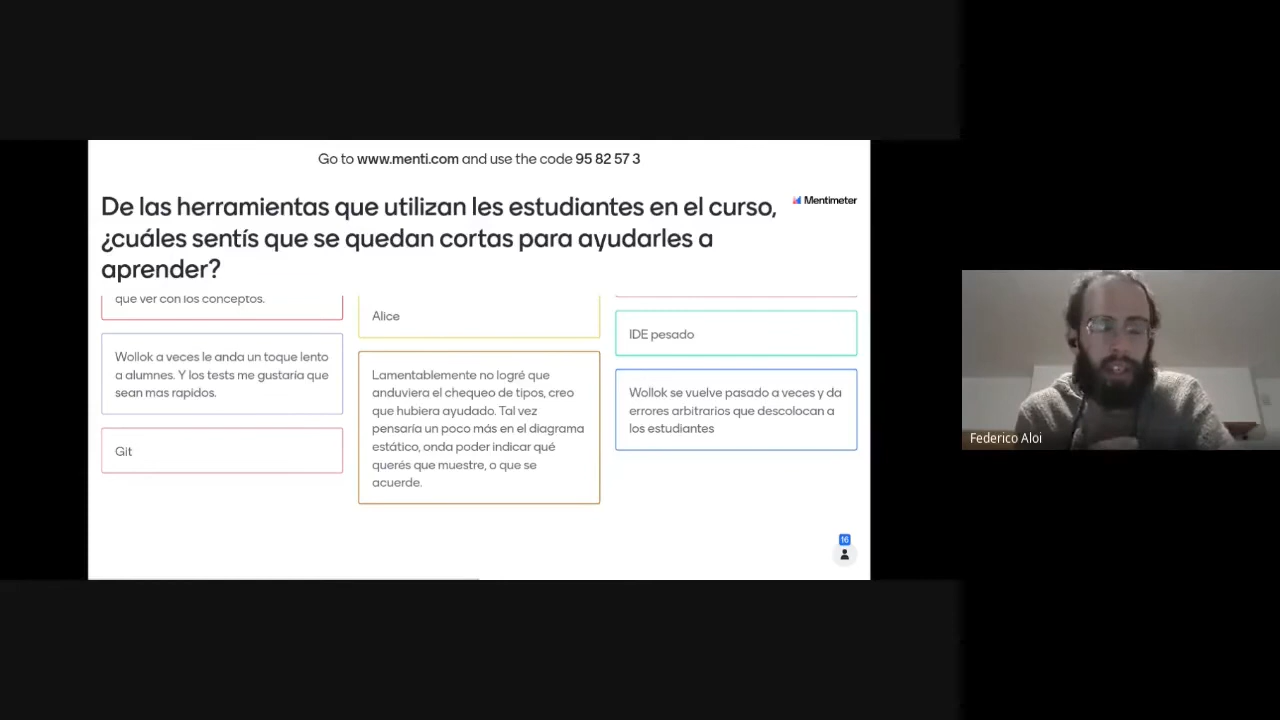 Go to www.menti.com and use the code 95 82 57 3
De las herramientas que utilizan les estudiantes en el curso,
¿cuáles sentís que se quedan cortas para ayudarles a
aprender?
Mentimeter
que ver con los conceptos.
Wollok a veces le anda un toque lento
a alumnes. Y los tests me gustaria que
sean mas rapidos.
Git
Alice
Lamentablemente no logré que
anduviera el chequeo de tipos, creo
que hubiera ayudado. Tal vez
pensaría un poco más en el diagrama
estático, onda poder indicar qué
querés que muestre, o que se
acuerde.
IDE pesado
Wollok se vuelve pasado a veces y da
errores arbitrarios que descolocan a
los estudiantes
16
Federico Aloi